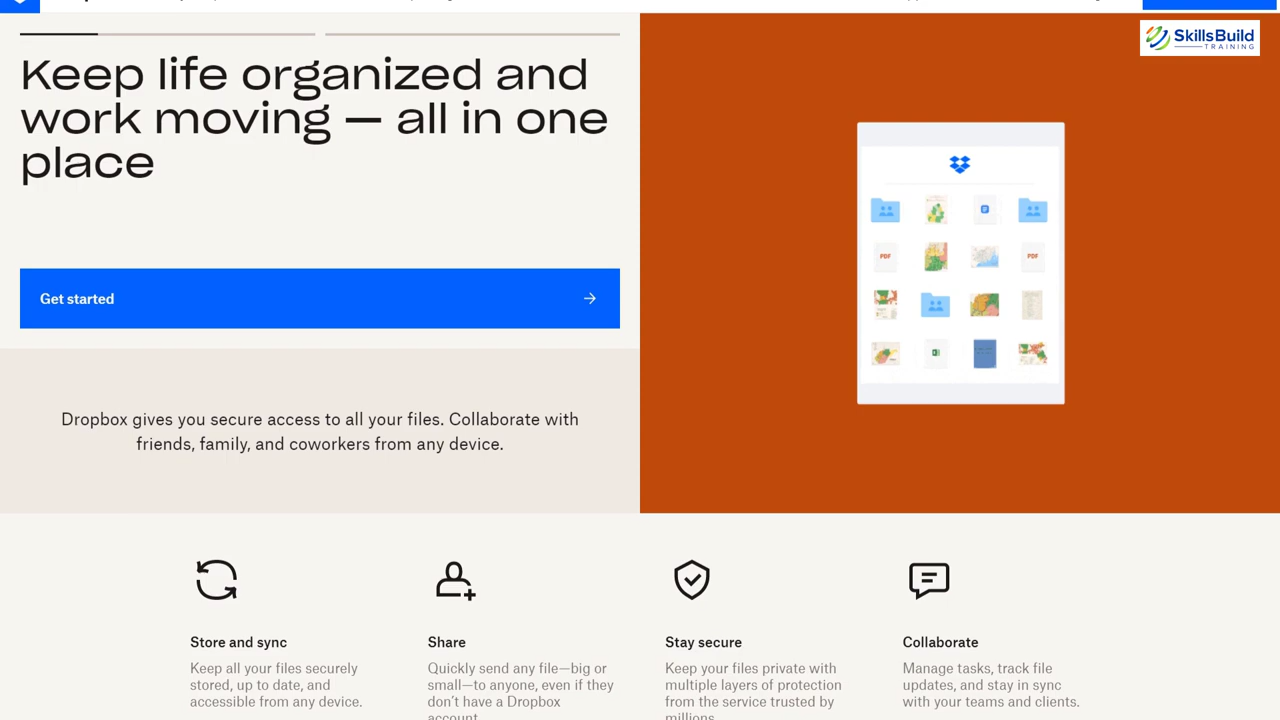 SkillsBuild
TRAINING
Keep life organized and
work moving — all in one
place
Get started
Dropbox gives you secure access to all your files. Collaborate with
friends, family, and coworkers from any device.
PDF
PDF
Store and sync
Keep all your files securely
stored, up to date, and
accessible from any device.
Share
Quickly send any file—big or
small—to anyone, even if they
don't have a Dropbox
account.
Stay secure
Keep your files private with
multiple layers of protection
from the service trusted by
millions.
Collaborate
Manage tasks, track file
updates, and stay in sync
with your teams and clients.